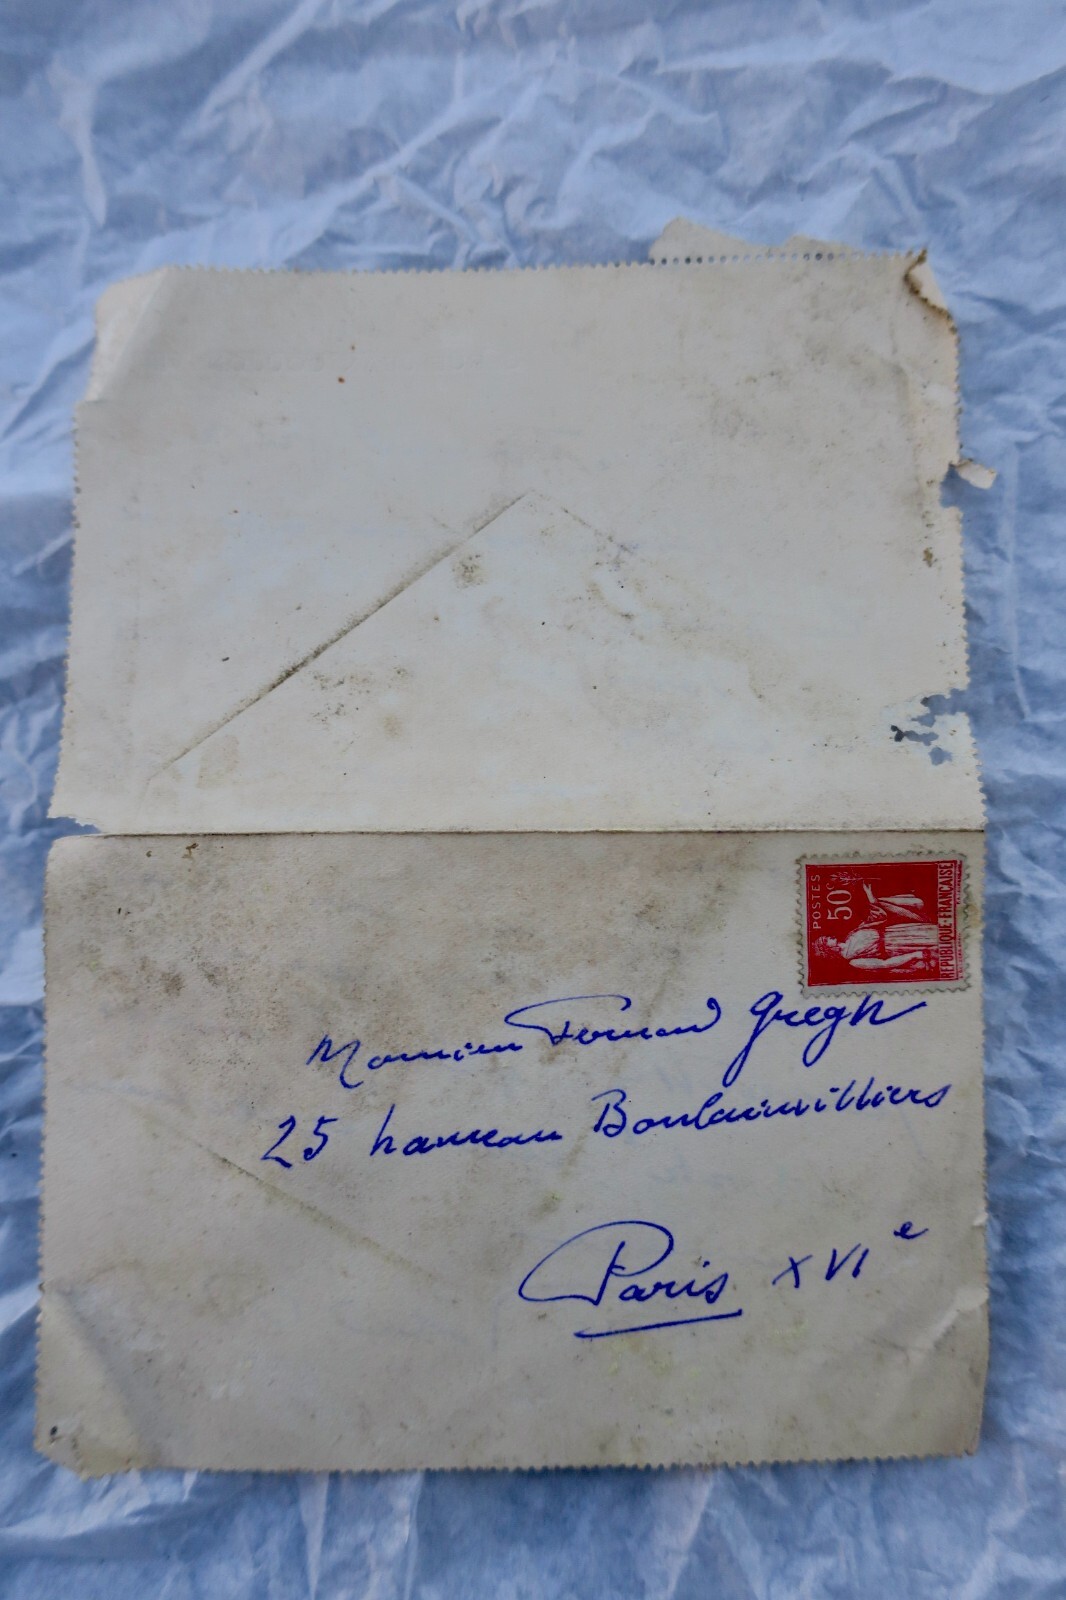 POSTES
50c
REPUBLIQUE-FRANÇAISE
Monsieur Fernand Gregh
25 hameau Boulainvilliers
Paris XVIe